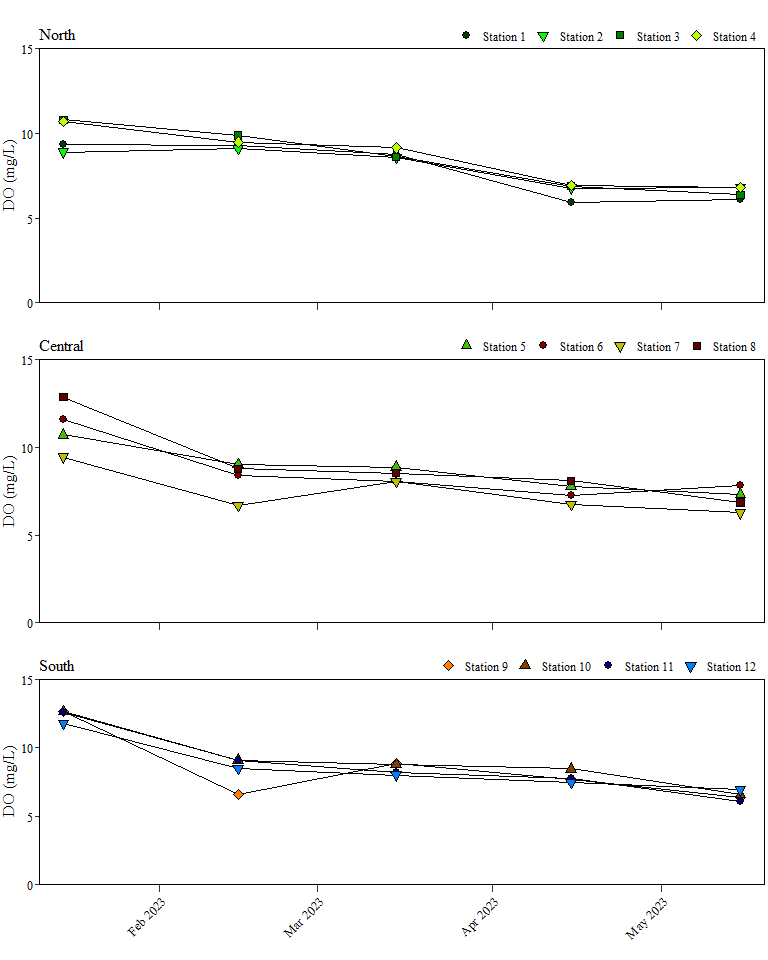 North
Station 1 Station 2 Station 3 Station 4
15
10
5
0
DO (mg/L)
Central
Station 5 Station 6 Station 7 Station 8
15
10
5
0
DO (mg/L)
South
Station 9 Station 10 Station 11 Station 12
15
10
5
0
DO (mg/L)
Feb 2023 Mar 2023 Apr 2023 May 2023